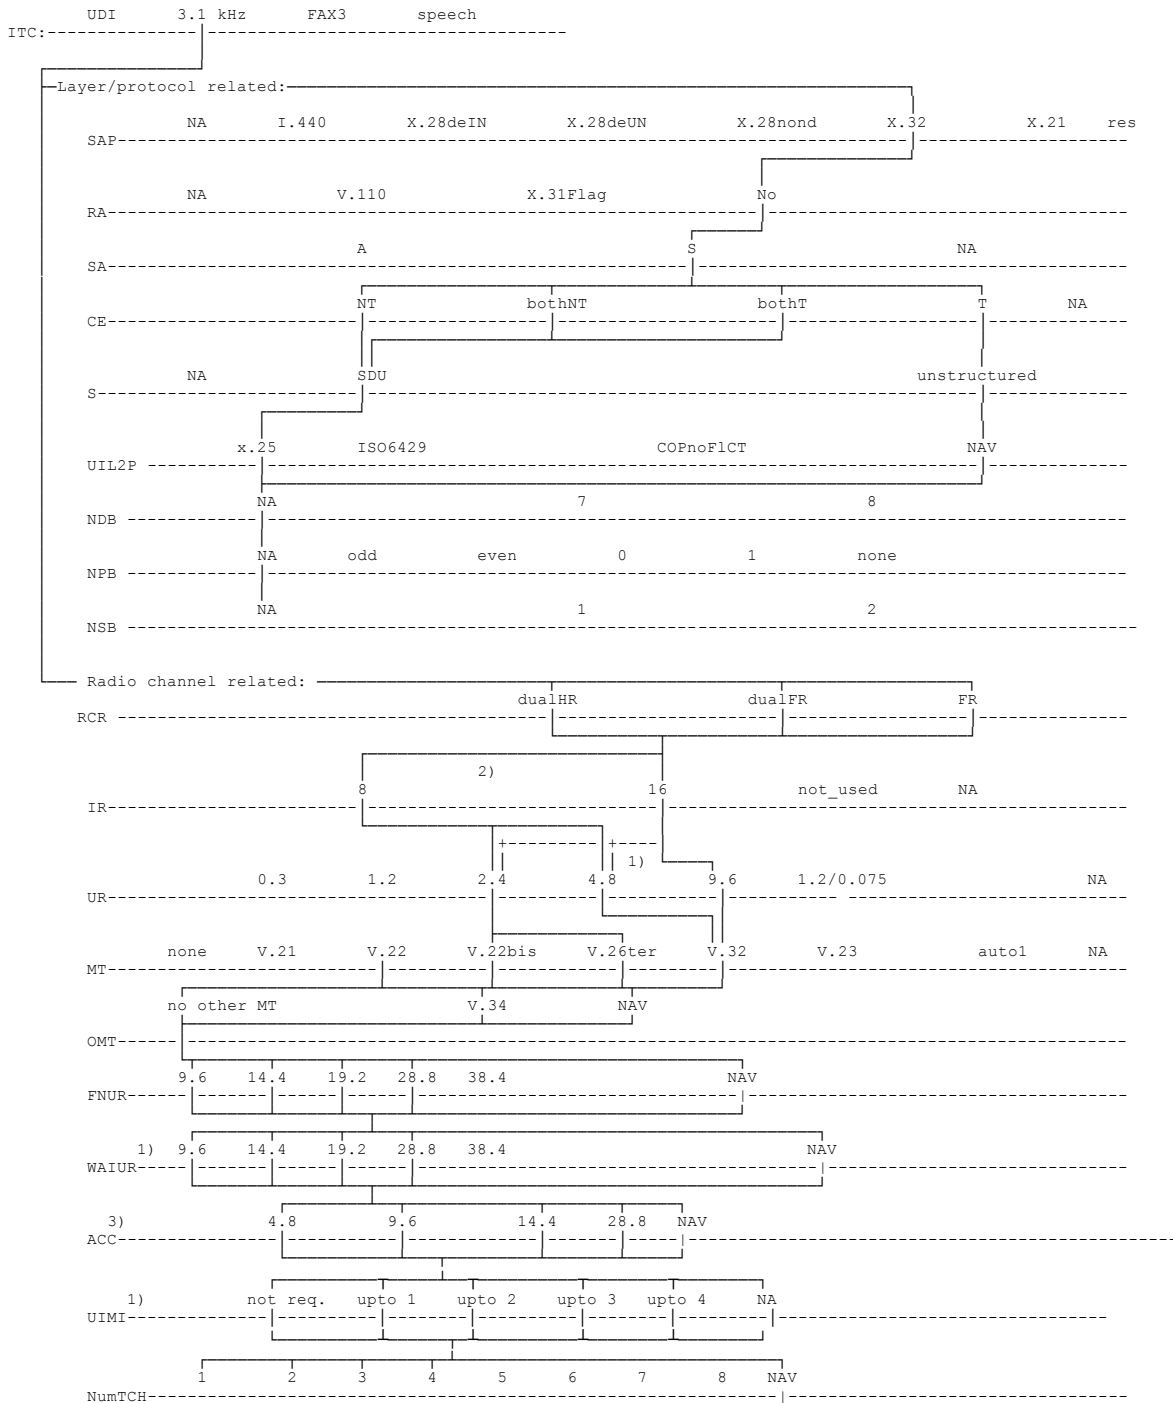 UDI 3.1 kHz FAX3 speech
ITC:
Layer/protocol related:
NA I.440 X.28deIN X.28deUN X.28nond X.32 X.21 res
SAP
NA V.110 X.31Flag No
RA
A S NA
SA
NT bothNT bothT T NA
CE
NA SDU unstructured
S
x.25 ISO6429 COPnoFlCT NAV
UIL2P
NA 7 8
NDB
NA odd even 0 1 none
NPB
NA 1 2
NSB
Radio channel related:
dualHR dualFR FR
RCR
2)
8 16 not_used NA
IR
1)
0.3 1.2 2.4 4.8 9.6 1.2/0.075 NA
UR
none V.21 V.22 V.22bis V.26ter V.32 V.23 auto1 NA
MT
no other MT V.34 NAV
OMT
9.6 14.4 19.2 28.8 38.4 NAV
FNUR
1) 9.6 14.4 19.2 28.8 38.4 NAV
WAIUR
3) 4.8 9.6 14.4 28.8 NAV
ACC
1) not req. upto 1 upto 2 upto 3 upto 4 NA
UIMI
1 2 3 4 5 6 7 8 NAV
NumTCH